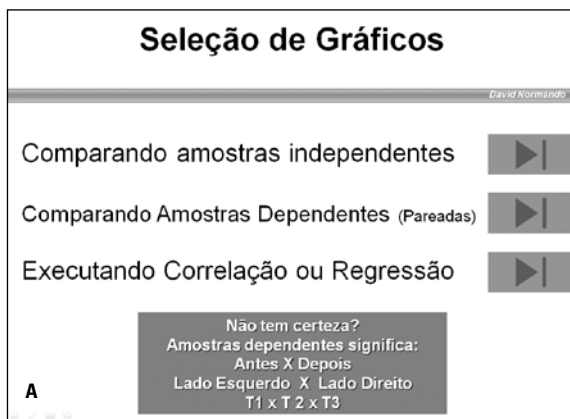 Seleção de Gráficos
David Normando
Comparando amostras independentes
Comparando Amostras Dependentes (Pareadas)
Executando Correlação ou Regressão
Não tem certeza?
Amostras dependentes significa:
Antes X Depois
Lado Esquerdo X Lado Direito
T1 x T 2 x T3
A